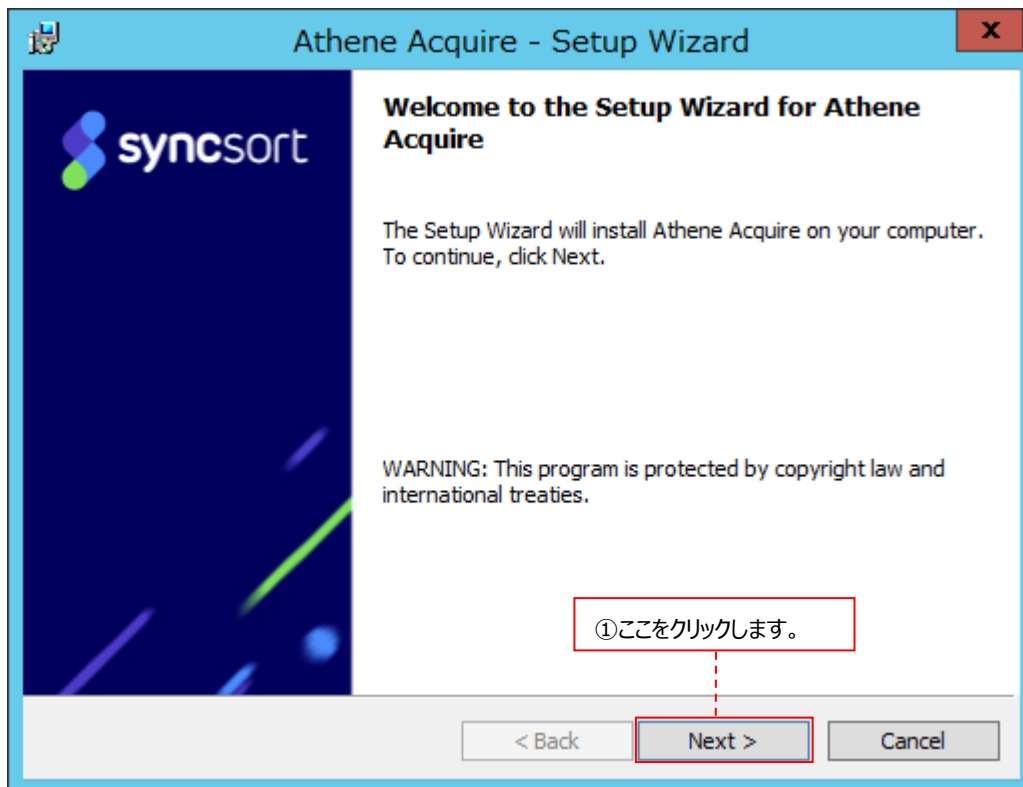 Athene Acquire - Setup Wizard
x
syncsort
Welcome to the Setup Wizard for Athene
Acquire
The Setup Wizard will install Athene Acquire on your computer.
To continue, click Next.
WARNING: This program is protected by copyright law and
international treaties.
①ここをクリックします。
< Back
Next >
Cancel